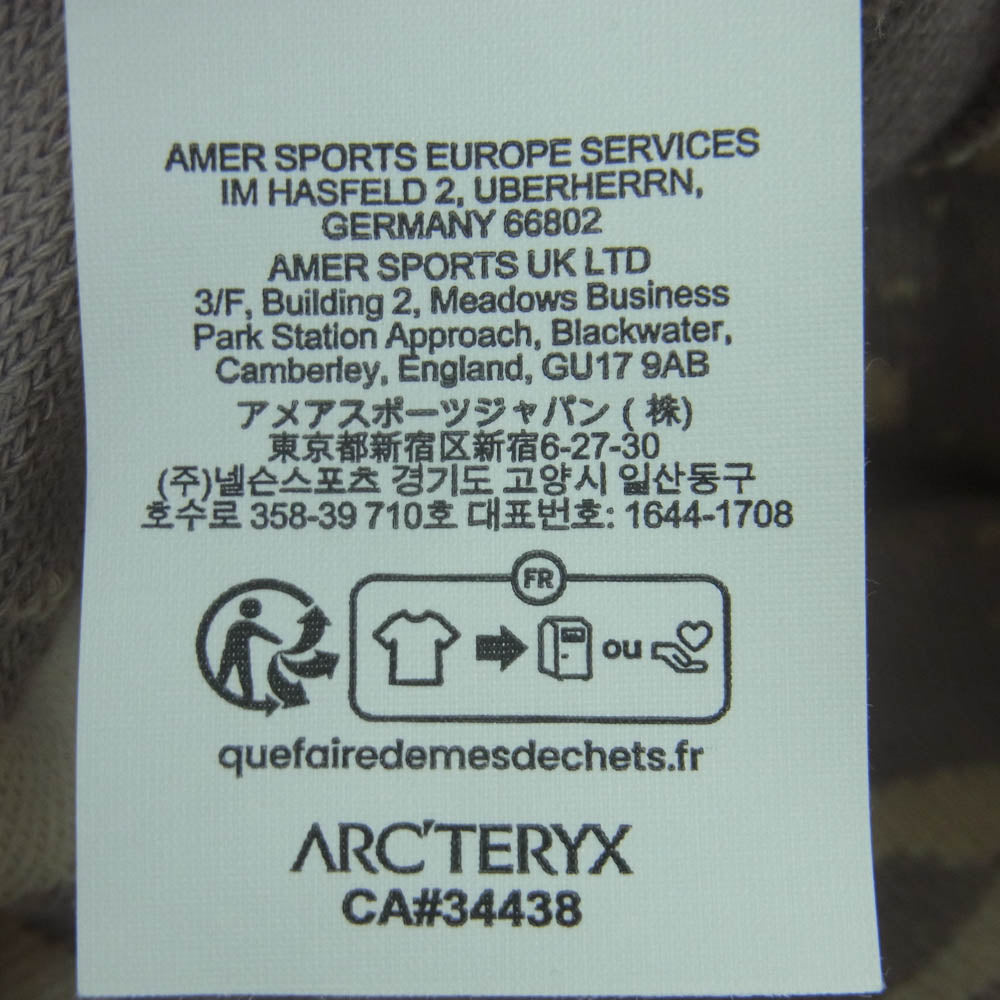 AMER SPORTS EUROPE SERVICES
IM HASFELD 2, UBERHERRN,
GERMANY 66802
AMER SPORTS UK LTD
3/F, Building 2, Meadows Business
Park Station Approach, Blackwater,
Camberley, England, GU17 9AB
アメアスポーツジャパン ( 株)
東京都新宿区新宿6-27-30
(주)넬슨스포츠 경기도 고양시 일산동구
호수로 358-39 710호 대표번호: 1644-1708
FR
ou
quefairedemesdechets.fr
ARC'TERYX
CA#34438